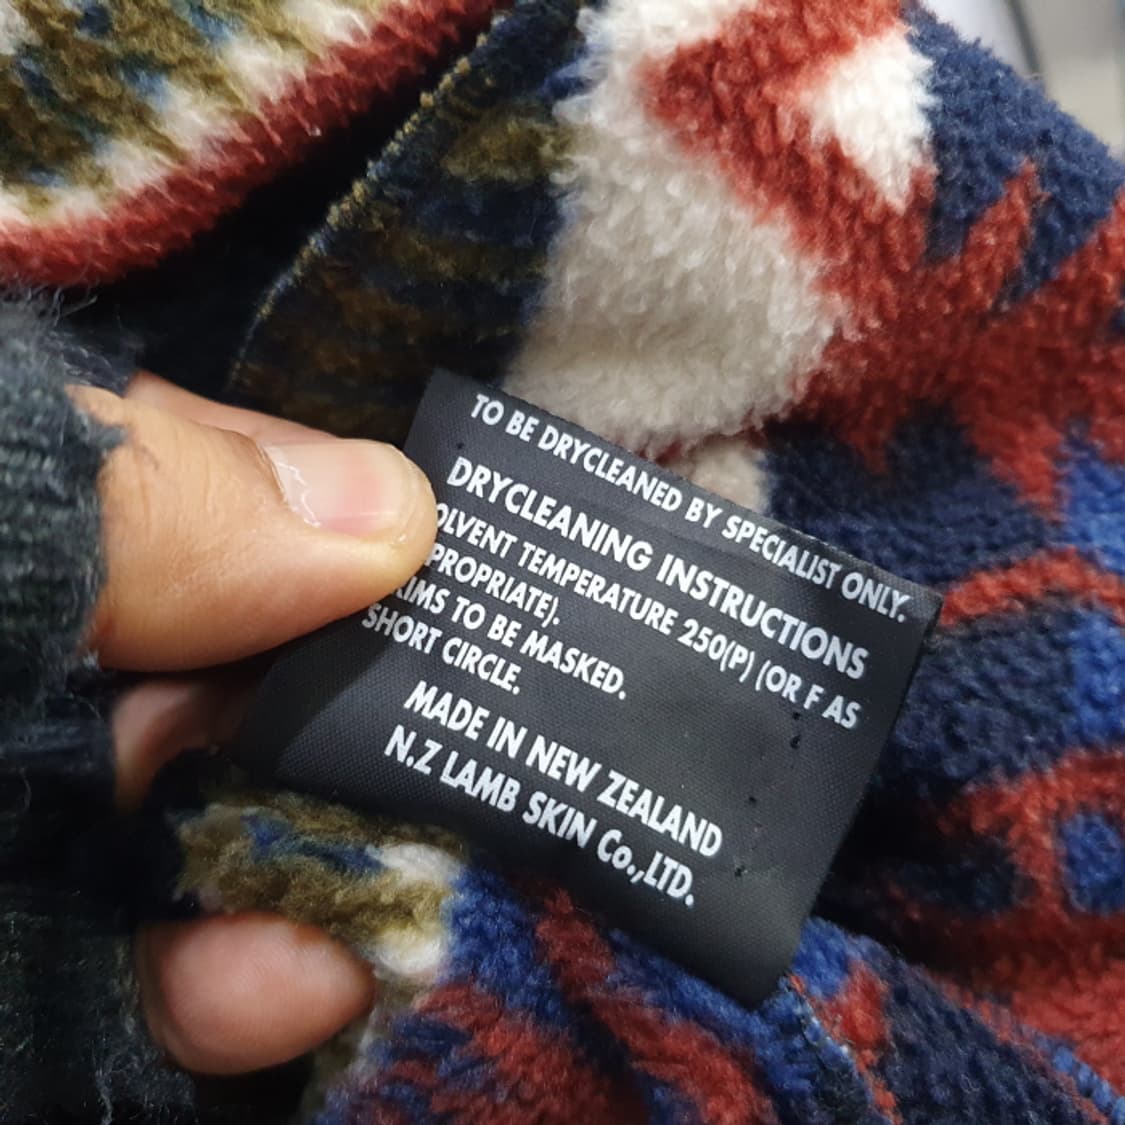 TO BE DRYCLEANED BY SPECIALIST ONLY.
DRYCLEANING INSTRUCTIONS
OLVENT TEMPERATURE 250(P) (OR F AS
PROPRIATE).
IMS TO BE MASKED.
SHORT CIRCLE.
MADE IN NEW ZEALAND
N.Z LAMB SKIN Co.,LTD.